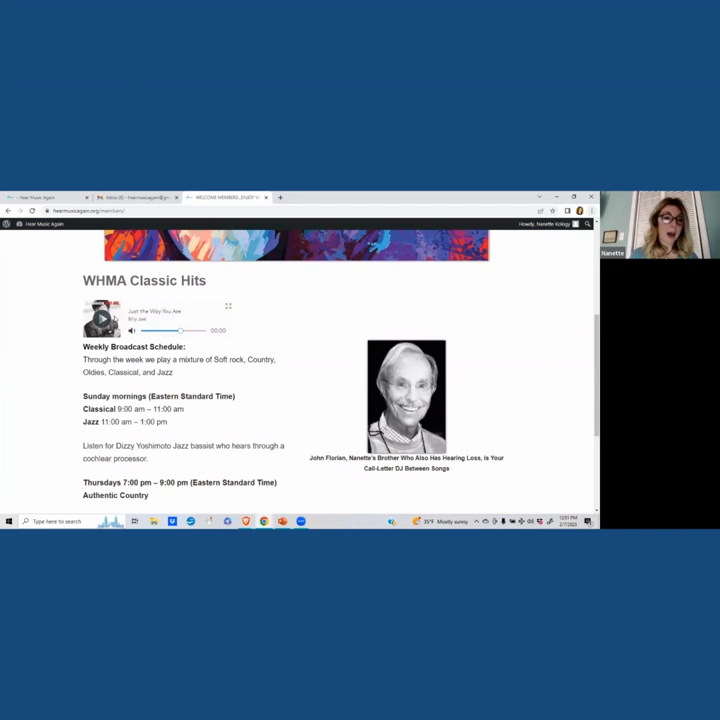 Hear Music Again
WELCOME MEMBERS...ENJOY Y
hearmusicagain.org/members/
Hear Music Again
Howdy, Nanette Kology
Nanette
WHMA Classic Hits
Just the Way You Are
Billy Joel
00:00
Weekly Broadcast Schedule:
Through the week we play a mixture of Soft rock, Country,
Oldies, Classical, and Jazz
Sunday mornings (Eastern Standard Time)
Classical 9:00 am – 11:00 am
Jazz 11:00 am – 1:00 pm
Listen for Dizzy Yoshimoto Jazz bassist who hears through a
cochlear processor.
Thursdays 7:00 pm – 9:00 pm (Eastern Standard Time)
Authentic Country
John Florian, Nanette's Brother Who Also Has Hearing Loss, is Your
Call-Letter DJ Between Songs
Type here to search
35°F Mostly sunny
2/7/2023